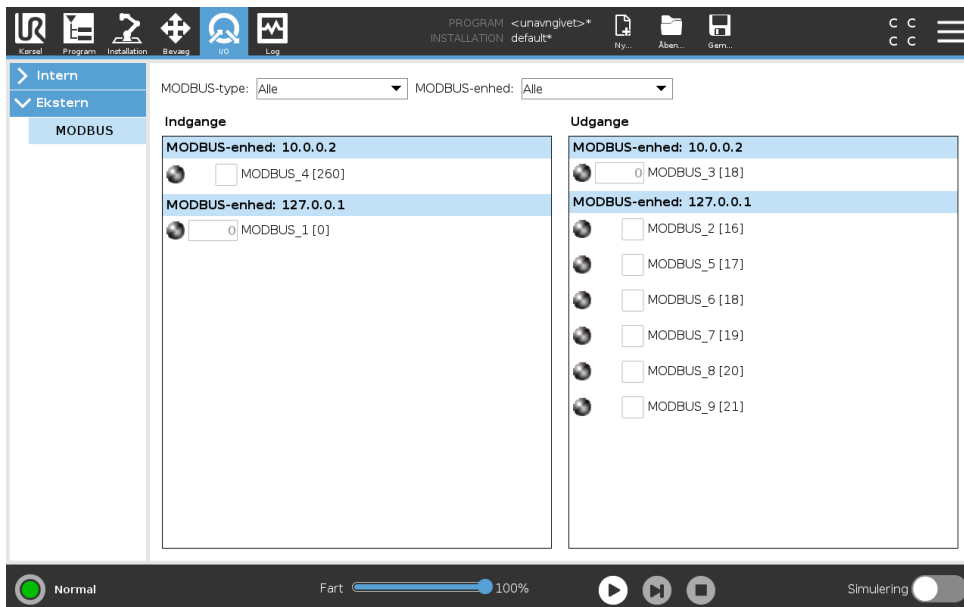 PROGRAM <unavngivet>*
INSTALLATION default*
UR
Kørsel Program Installation Bevæg I/O Log Ny... Åben... Gem...
C C
C C
Intern
Ekstern
MODBUS
MODBUS-type: Alle MODBUS-enhed: Alle
Indgange
MODBUS-enhed: 10.0.0.2
MODBUS_4 [260]
MODBUS-enhed: 127.0.0.1
0 MODBUS_1 [0]
Udgange
MODBUS-enhed: 10.0.0.2
0 MODBUS_3 [18]
MODBUS-enhed: 127.0.0.1
MODBUS_2 [16]
MODBUS_5 [17]
MODBUS_6 [18]
MODBUS_7 [19]
MODBUS_8 [20]
MODBUS_9 [21]
Normal Fart 100% Simulering